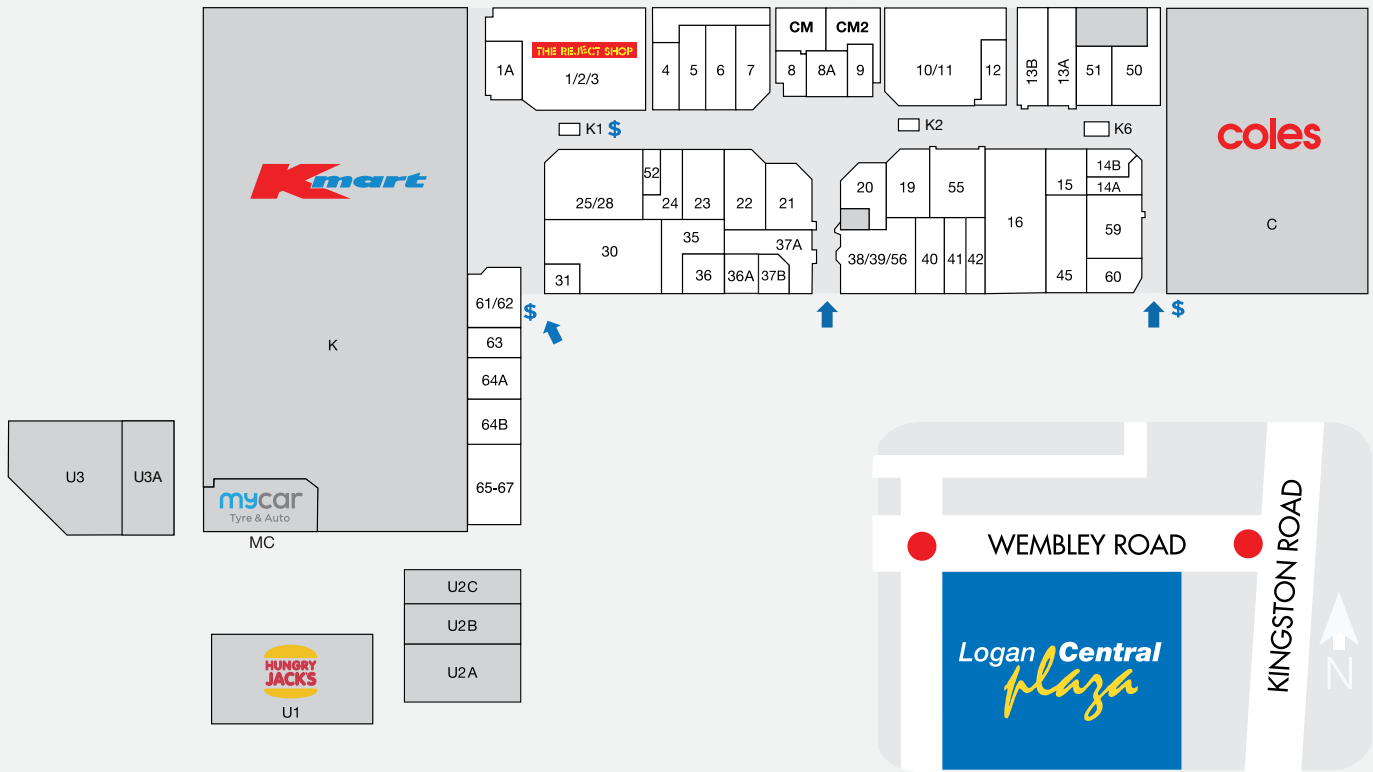 CM
CM2
THE REJECT SHOP
1A
1/2/3
4
5
6
7
8
8A
9
10/11
12
13B
13A
51
50
K1 $
K2
K6
coles
C
Kmart
K
52
25/28
24
23
22
21
20
19
55
16
15
14B
14A
30
35
37A
31
36
36A
37B
38/39/56
40
41
42
45
59
60
61/62
$
$
63
64A
64B
65-67
U3
U3A
mycar
Tyre & Auto
MC
U2C
U2B
U2A
HUNGRY
JACK'S
U1
WEMBLEY ROAD
KINGSTON ROAD
Logan Central
plaza
N